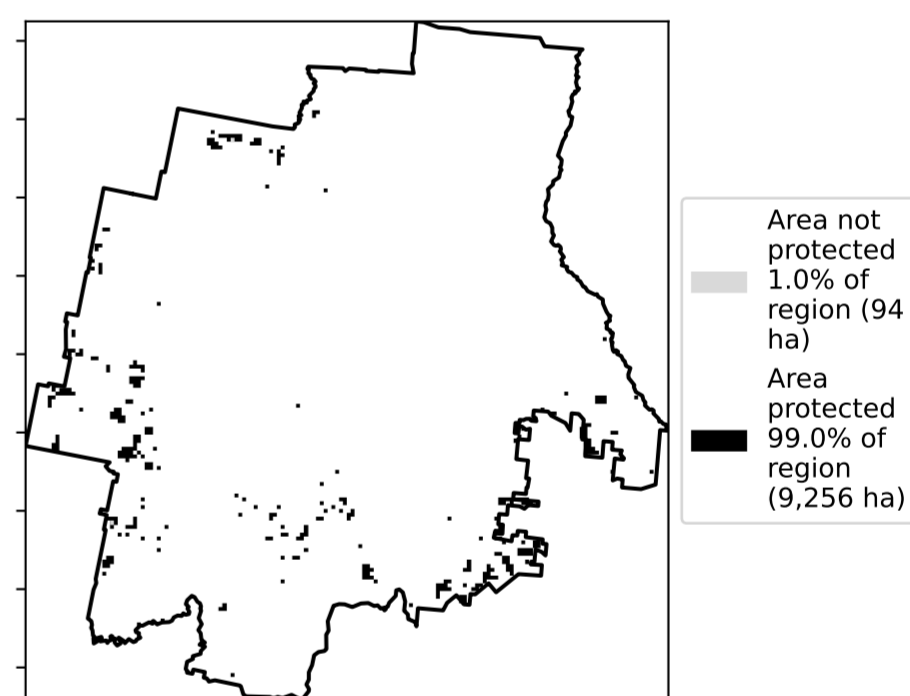 Area not
protected
1.0% of
region (94
ha)
Area
protected
99.0% of
region
(9,256 ha)